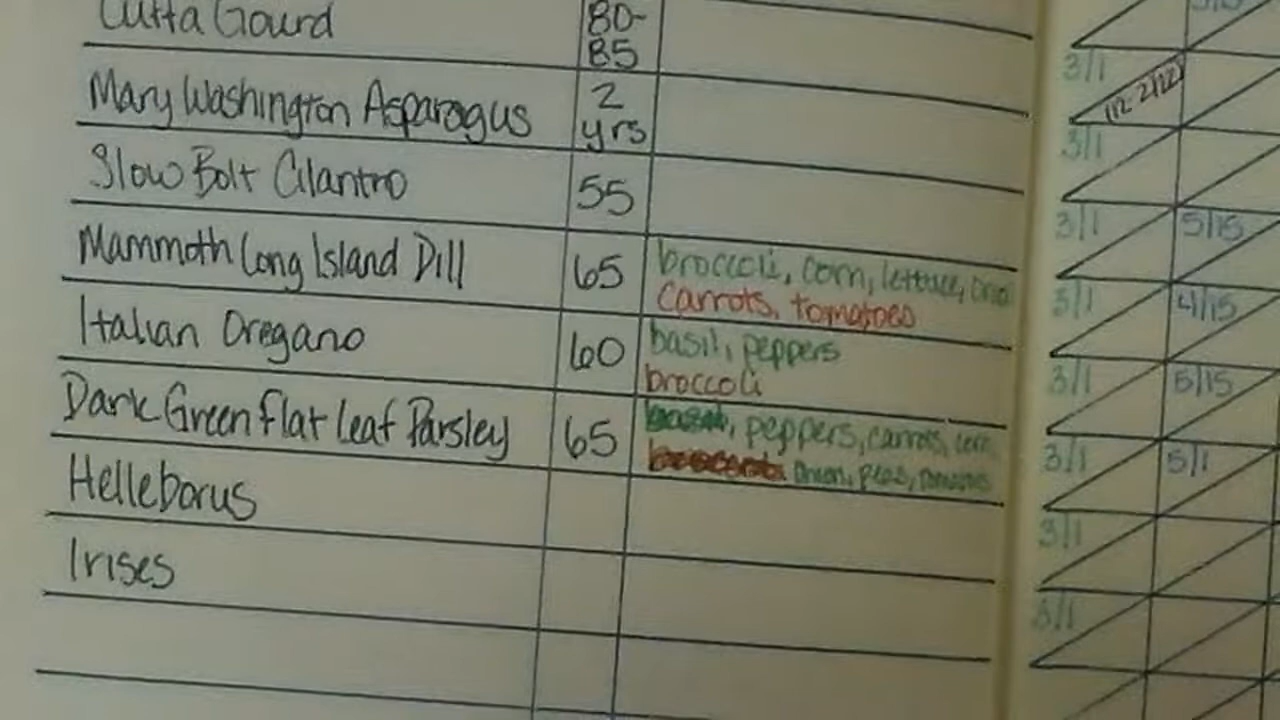 Cutta Gourd 80-85
Mary Washington Asparagus 2 yrs
3/1
Slow Bolt Cilantro 55
3/1
Mammoth Long Island Dill 65 broccoli, corn, lettuce,
carrots, tomatoes
3/1 5/15
Italian Oregano 60 basil, peppers
broccoli
3/1 4/15
Dark Green Flat Leaf Parsley 65 peppers, carrots, corn
onion, peas,
3/1 5/15
Helleborus
3/1 5/1
Irises
3/1
3/1